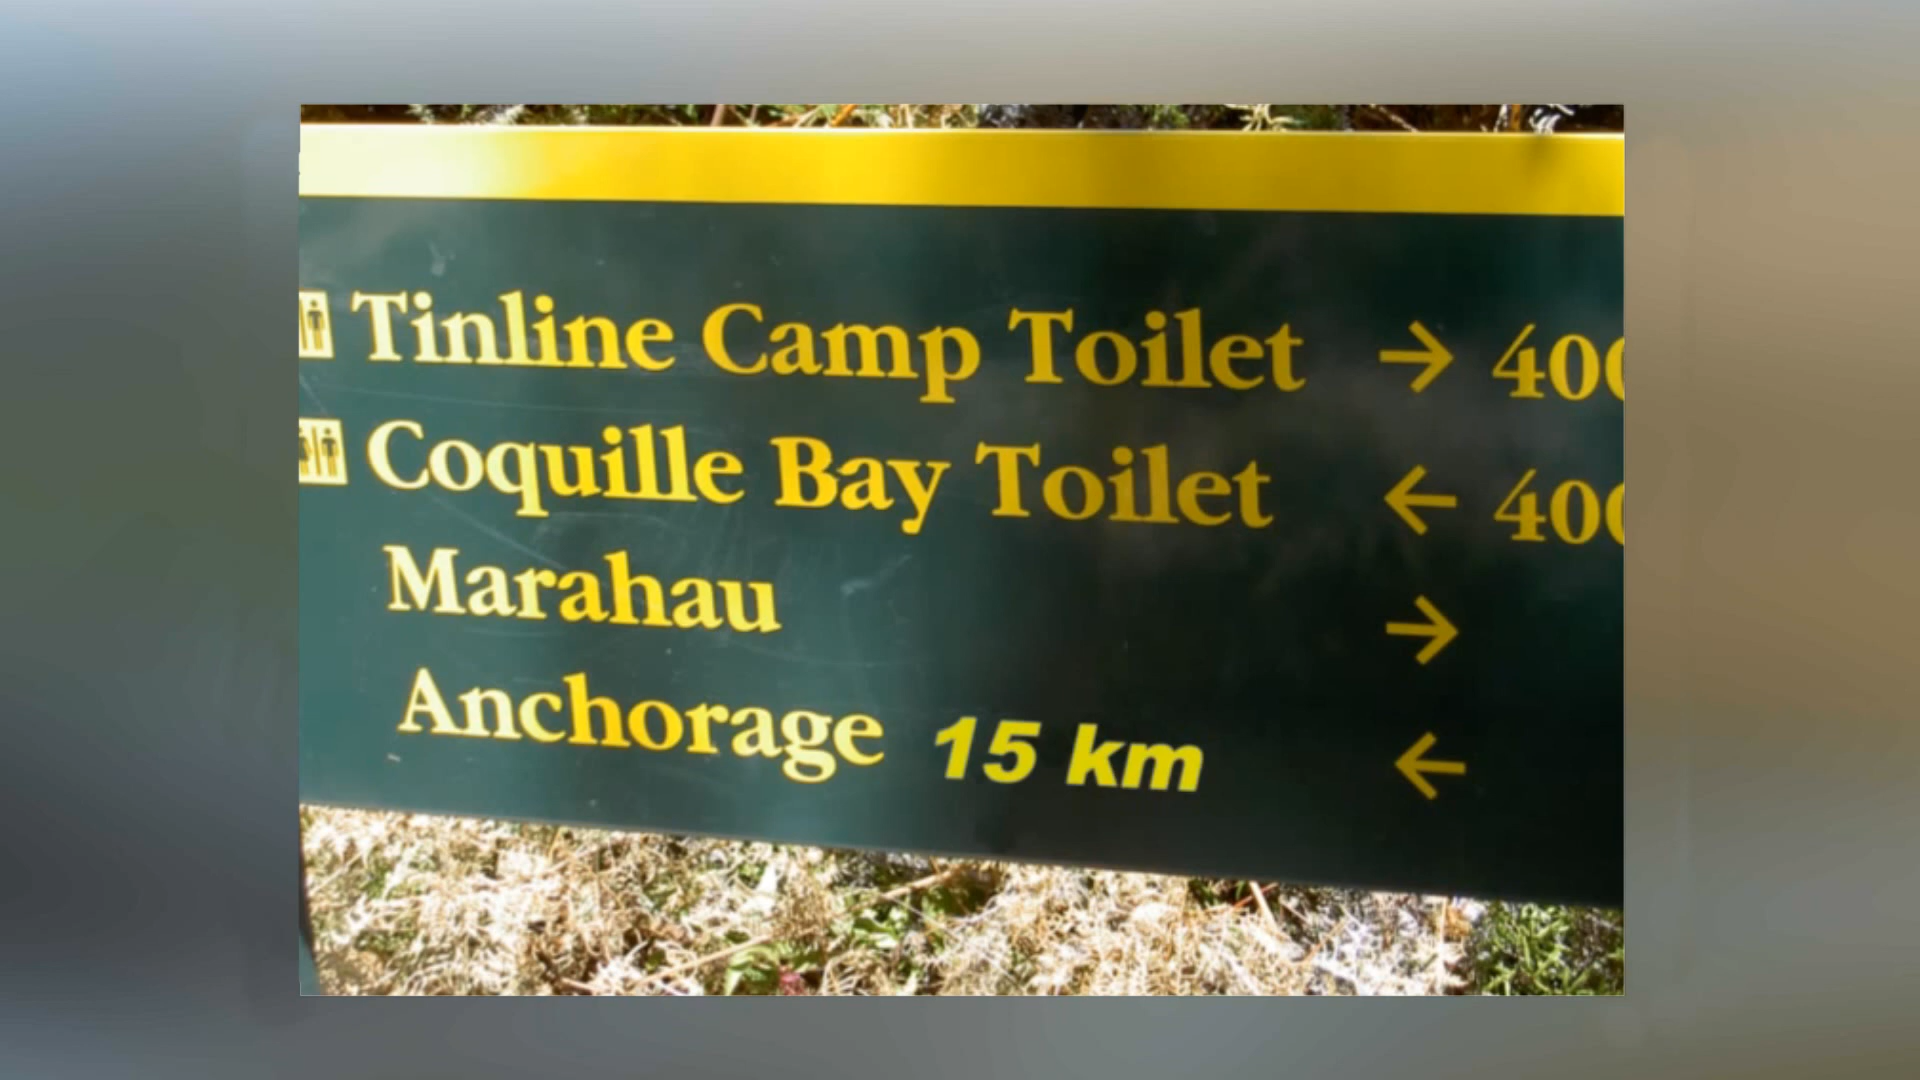 Tinline Camp Toilet → 400
Coquille Bay Toilet ← 400
Marahau →
Anchorage 15 km ←